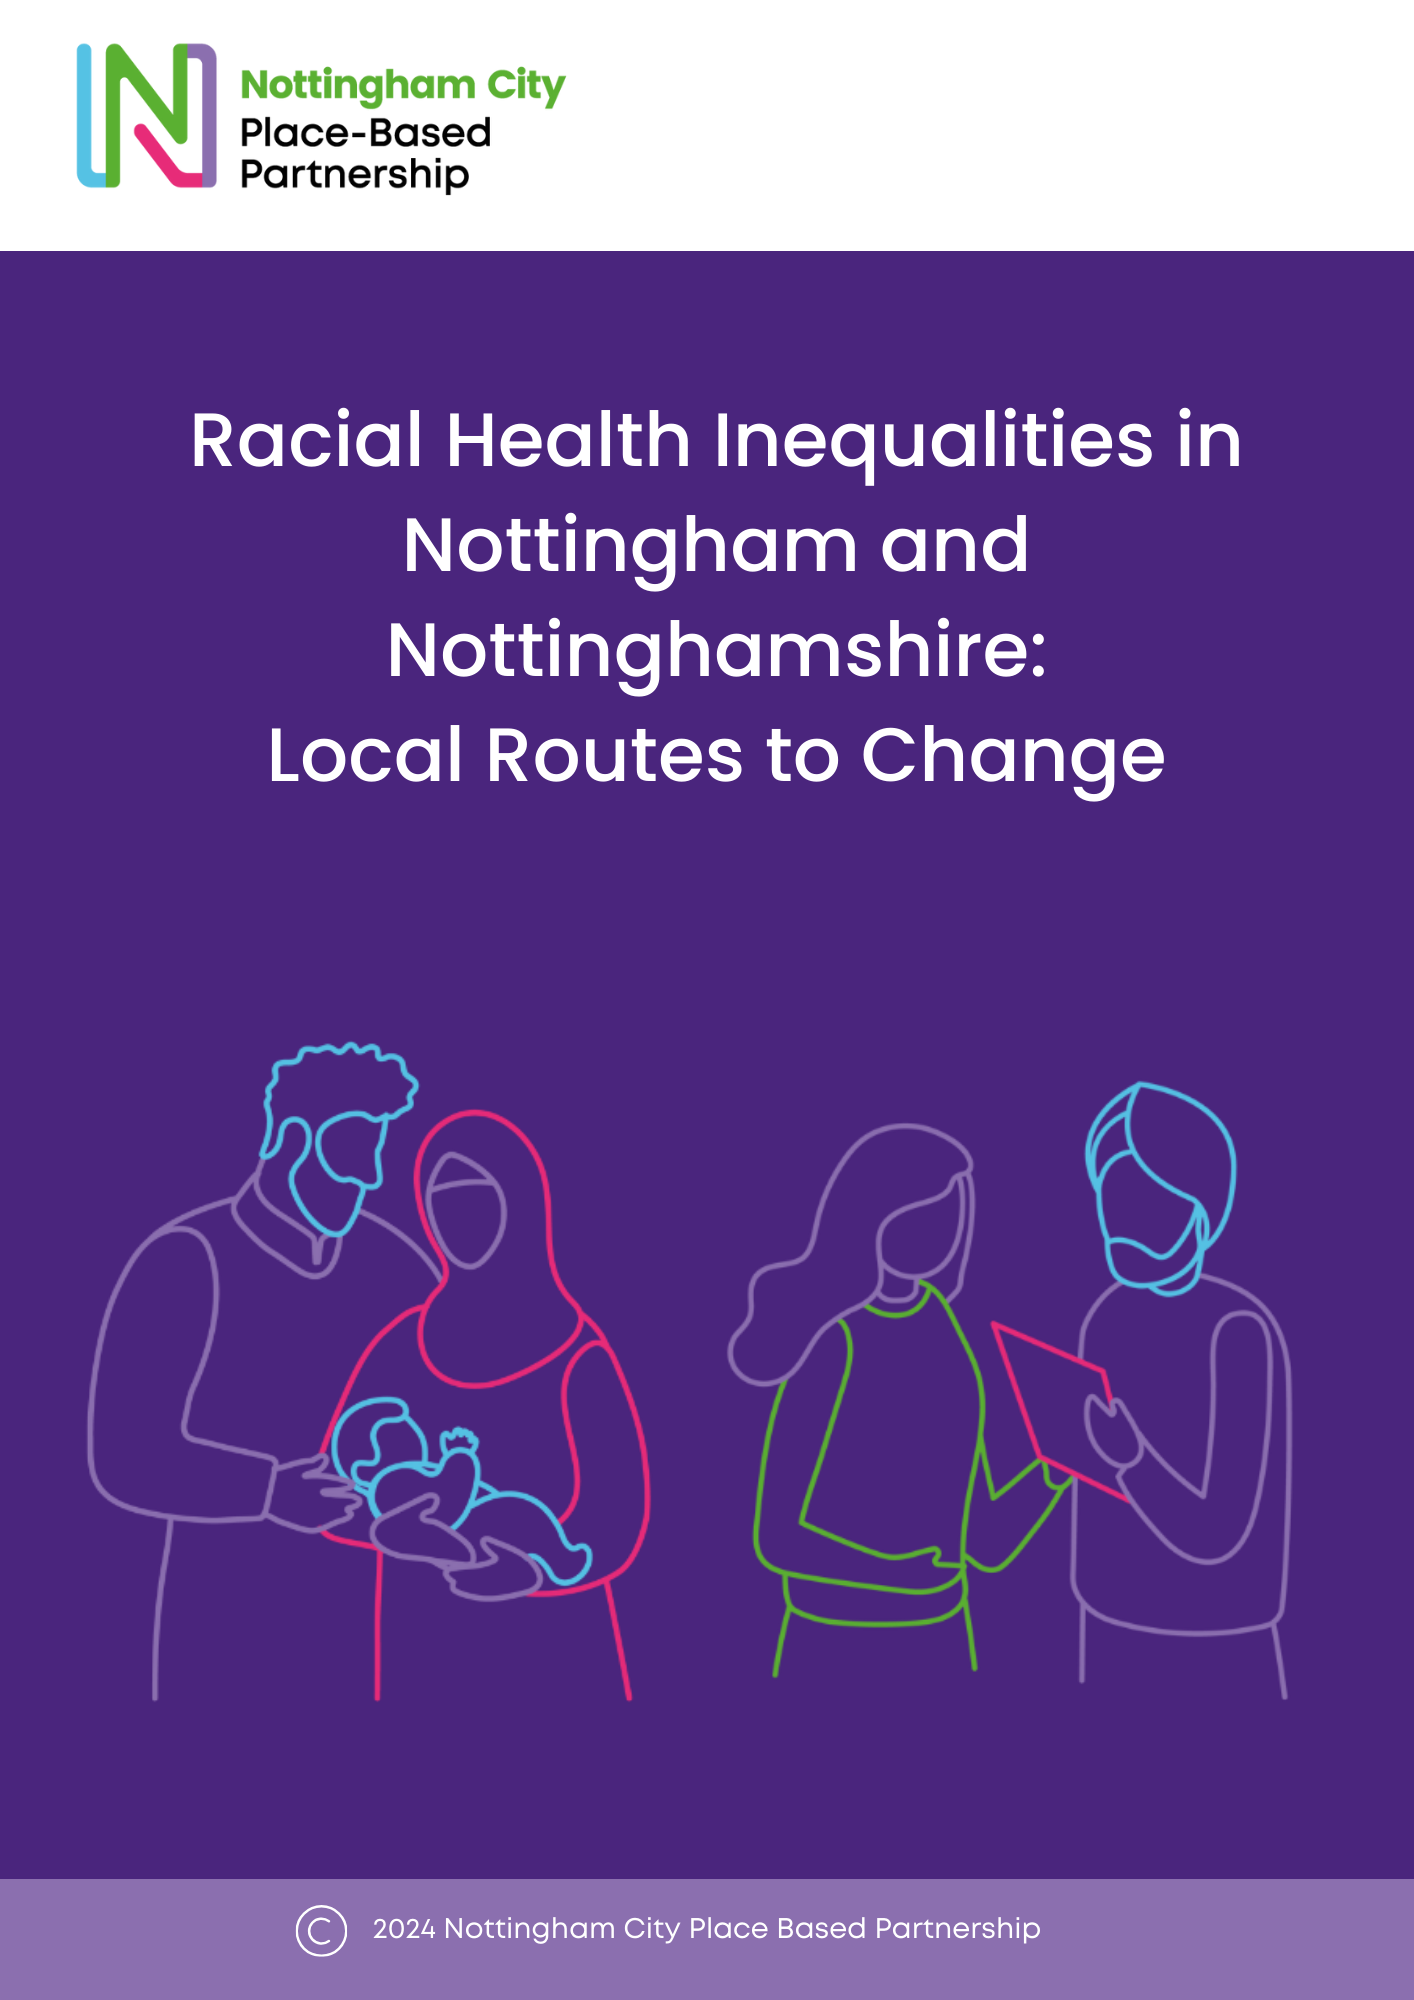 Nottingham City
Place-Based
Partnership
Racial Health Inequalities in
Nottingham and
Nottinghamshire:
Local Routes to Change
© 2024 Nottingham City Place Based Partnership